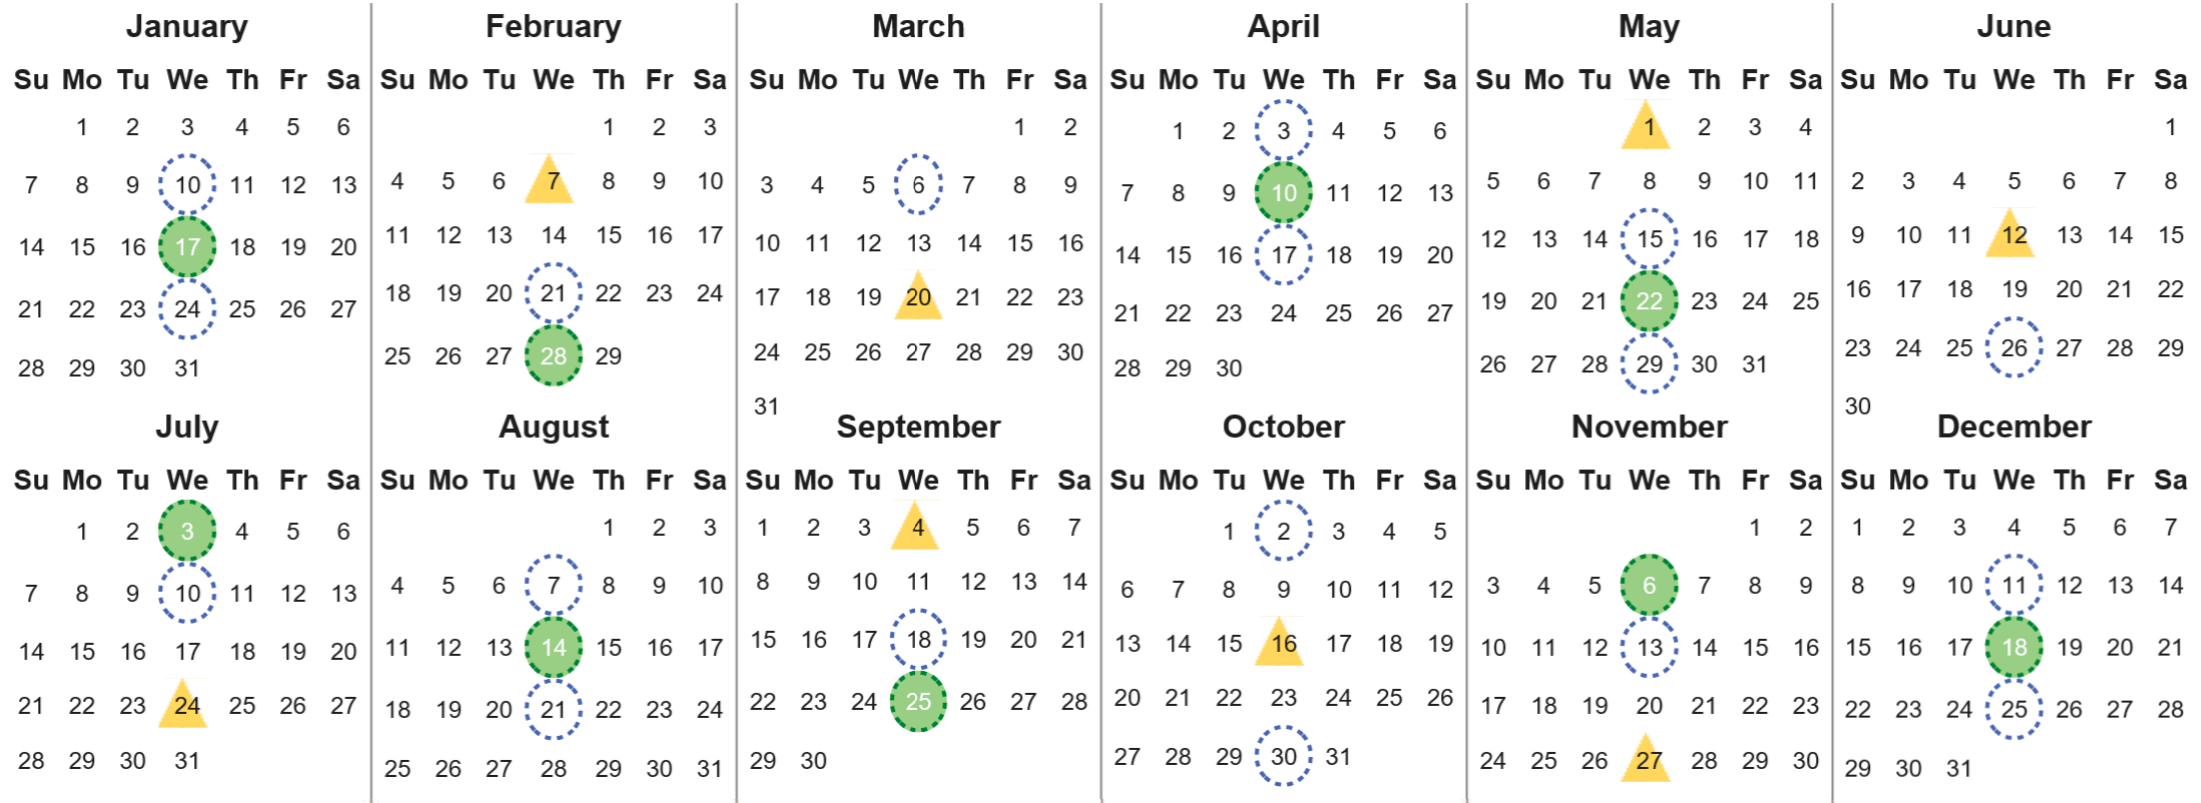 January February March April May June
Su Mo Tu We Th Fr Sa Su Mo Tu We Th Fr Sa Su Mo Tu We Th Fr Sa Su Mo Tu We Th Fr Sa Su Mo Tu We Th Fr Sa Su Mo Tu We Th Fr Sa
1 2 3 4 5 6 1 2 3 1 2 1 2 3 4 5 6 1 2 3 4 1
7 8 9 10 11 12 13 4 5 6 7 8 9 10 3 4 5 6 7 8 9 7 8 9 10 11 12 13 5 6 7 8 9 10 11 2 3 4 5 6 7 8
14 15 16 17 18 19 20 11 12 13 14 15 16 17 10 11 12 13 14 15 16 14 15 16 17 18 19 20 12 13 14 15 16 17 18 9 10 11 12 13 14 15
21 22 23 24 25 26 27 18 19 20 21 22 23 24 17 18 19 20 21 22 23 21 22 23 24 25 26 27 19 20 21 22 23 24 25 16 17 18 19 20 21 22
28 29 30 31 25 26 27 28 29 24 25 26 27 28 29 30 28 29 30 26 27 28 29 30 31 23 24 25 26 27 28 29
31 30
July August September October November December
Su Mo Tu We Th Fr Sa Su Mo Tu We Th Fr Sa Su Mo Tu We Th Fr Sa Su Mo Tu We Th Fr Sa Su Mo Tu We Th Fr Sa Su Mo Tu We Th Fr Sa
1 2 3 4 5 6 1 2 3 1 2 3 4 5 6 7 1 2 3 4 5 1 2 1 2 3 4 5 6 7
7 8 9 10 11 12 13 4 5 6 7 8 9 10 8 9 10 11 12 13 14 6 7 8 9 10 11 12 3 4 5 6 7 8 9 8 9 10 11 12 13 14
14 15 16 17 18 19 20 11 12 13 14 15 16 17 15 16 17 18 19 20 21 13 14 15 16 17 18 19 10 11 12 13 14 15 16 15 16 17 18 19 20 21
21 22 23 24 25 26 27 18 19 20 21 22 23 24 22 23 24 25 26 27 28 20 21 22 23 24 25 26 17 18 19 20 21 22 23 22 23 24 25 26 27 28
28 29 30 31 25 26 27 28 29 30 31 29 30 27 28 29 30 31 24 25 26 27 28 29 30 29 30 31